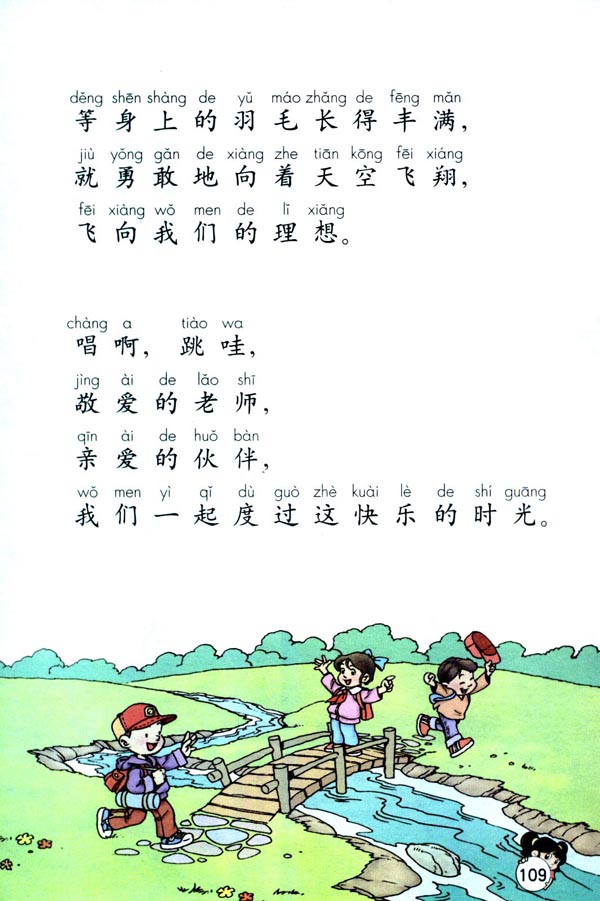 děng shēn shàng de yǔ máo zhǎng de fēng mǎn
等身上的羽毛长得丰满，
jiù yǒng gǎn de xiàng zhe tiān kōng fēi xiáng
就勇敢地向着天空飞翔，
fēi xiàng wǒ men de lǐ xiǎng
飞向我们的理想。
chàng a tiào wa
唱啊，跳哇，
jìng ài de lǎo shī
敬爱的老师，
qīn ài de huǒ bàn
亲爱的伙伴，
wǒ men yì qǐ dù guò zhè kuài lè de shí guāng
我们一起度过这快乐的时光。
109